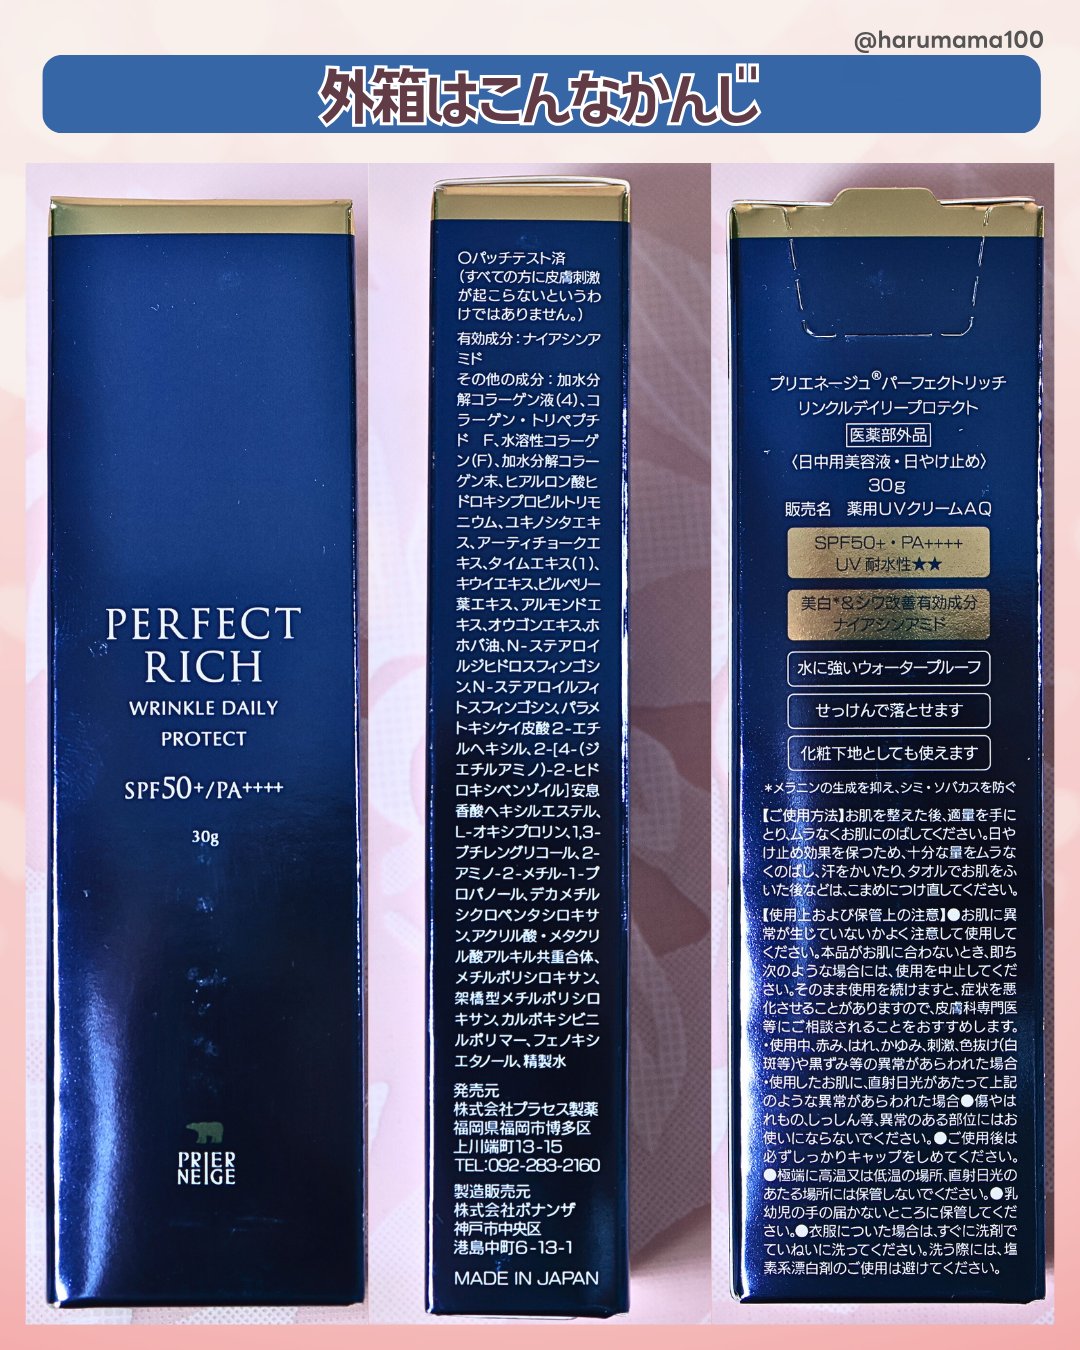 @harumama100
外箱はこんなかんじ
PERFECT
RICH
WRINKLE DAILY
PROTECT
SPF50+/PA++++
30g
PRIER
NEIGE
〇パッチテスト済
(すべての方に皮膚刺激
が起こらないというわ
けではありません。)
有効成分:ナイアシンア
ミド
その他の成分:加水分
解コラーゲン液(4)、コ
ラーゲン・トリペプチ
ド F、水溶性コラーゲ
ン(F)、加水分解コラー
ゲン末、ヒアルロン酸ヒ
ドロキシプロピルトリモ
ニウム、ユキノシタエキ
ス、アーティチョークエ
キス、タイムエキス(1)、
キウイエキス、ビルベリー
葉エキス、アルモンドエ
キス、オウゴンエキス、ホ
ホバ油、N-ステアロイ
ルジヒドロスフィンゴシ
ン、N-ステアロイルフィ
トスフィンゴシン、パラメ
トキシケイ皮酸2-エチ
ルヘキシル、2-[4-(ジ
エチルアミノ)-2-ヒド
ロキシベンゾイル]安息
香酸ヘキシルエステル、
L-オキシプロリン、1,3-
ブチレングリコール、2-
アミノ-2-メチル-1-プ
ロパノール、デカメチル
シクロペンタシロキサ
ン、アクリル酸・メタクリ
ル酸アルキル共重合体、
メチルポリシロキサン、
架橋型メチルポリシロ
キサン、カルボキシビニ
ルポリマー、フェノキシ
エタノール、精製水
発売元
株式会社プラセス製薬
福岡県福岡市博多区
上川端町13-15
TEL:092-283-2160
製造販売元
株式会社ボナンザ
神戸市中央区
港島中町6-13-1
MADE IN JAPAN
プリエネージュ®パーフェクトリッチ
リンクルデイリープロテクト
医薬部外品
〈日中用美容液・日やけ止め〉
30g
販売名 薬用UVクリームAQ
SPF50+・PA++++
UV耐水性★★
美白*&シワ改善有効成分
ナイアシンアミド
水に強いウォータープルーフ
せっけんで落とせます
化粧下地としても使えます
*メラニンの生成を抑え、シミ・ソバカスを防ぐ
【ご使用方法】お肌を整えた後、適量を手に
とり、ムラなくお肌にのばしてください。日や
け止め効果を保つため、十分な量をムラな
くのばし、汗をかいたり、タオルでお肌をふ
いた後などは、こまめにつけ直してください。
【使用上および保管上の注意】●お肌に異
常が生じていないかよく注意して使用して
ください。本品がお肌に合わないとき、即ち
次のような場合には、使用を中止してくだ
さい。そのまま使用を続けますと、症状を悪
化させることがありますので、皮膚科専門医
等にご相談されることをおすすめします。
・使用中、赤み、はれ、かゆみ、刺激、色抜け(白
斑等)や黒ずみ等の異常があらわれた場合
・使用したお肌に、直射日光があたって上記
のような異常があらわれた場合●傷やは
れもの、しっしん等、異常のある部位にはお
使いにならないでください。●ご使用後は
必ずしっかりキャップをしめてください。
●極端に高温又は低温の場所、直射日光の
あたる場所には保管しないでください。●乳
幼児の手の届かないところに保管してくだ
さい。●衣服についた場合は、すぐに洗剤で
ていねいに洗ってください。洗う際には、塩
素系漂白剤のご使用は避けてください。